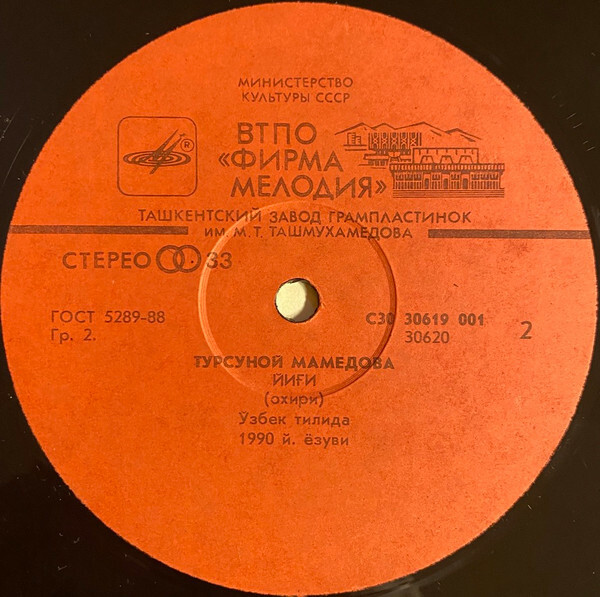 МИНИСТЕРСТВО
КУЛЬТУРЫ СССР
ВТПО
«ФИРМА
МЕЛОДИЯ»
®
ТАШКЕНТСКИЙ ЗАВОД ГРАМПЛАСТИНОК
ИМ. М. Т. ТАШМУХАМЕДОВА
СТЕРЕО 33
ГОСТ 5289-88
Гр. 2.
С30 30619 001
30620
2
ТУРСУНОЙ МАМЕДОВА
ЙИҒИ
(охири)
Ўзбек тилида
1990 й. ёзуви